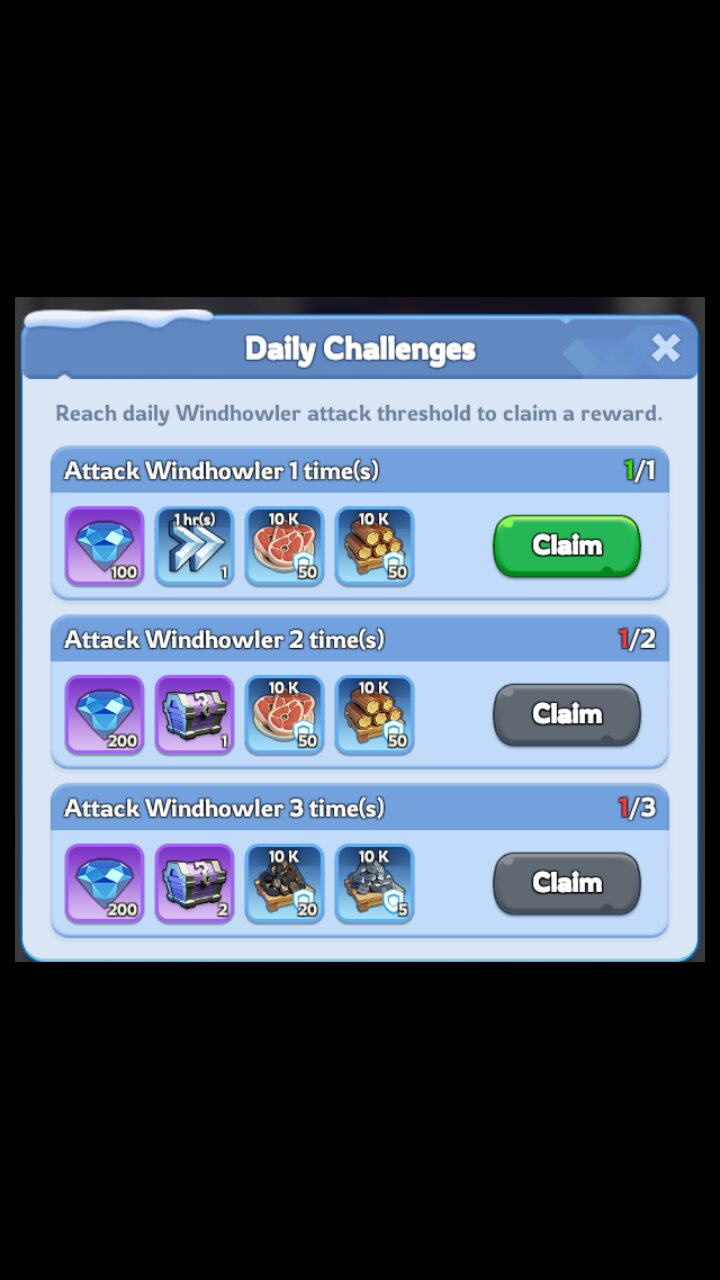 Daily Challenges
Reach daily Windhowler attack threshold to claim a reward.
Attack Windhowler 1 time(s) 1/1
1 hr(s) 10 K 10 K
Claim
100 1 50 50
Attack Windhowler 2 time(s) 1/2
10 K 10 K
Claim
200 1 50 50
Attack Windhowler 3 time(s) 1/3
10 K 10 K
Claim
200 2 20 5